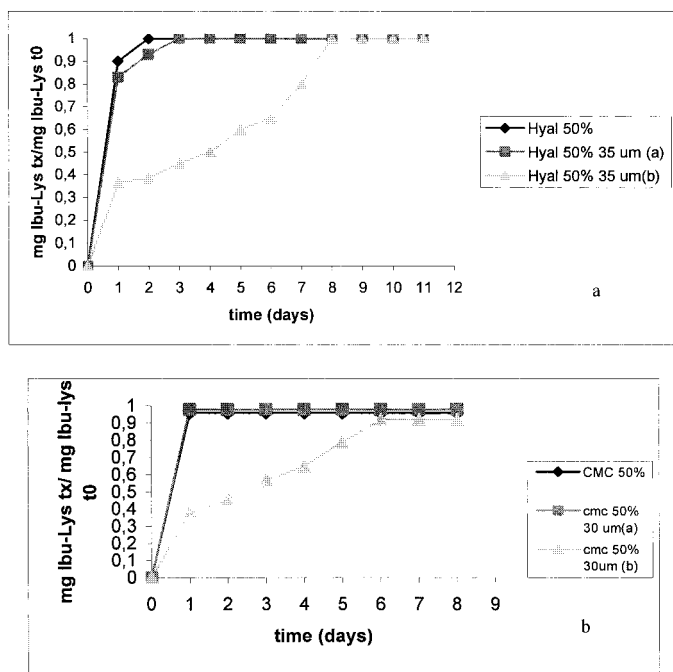 mg Ibu-Lys tx/mg Ibu-Lys t0
1
0,9
0,8
0,7
0,6
0,5
0,4
0,3
0,2
0,1
0
0 1 2 3 4 5 6 7 8 9 10 11 12
time (days)
Hyal 50%
Hyal 50% 35 um (a)
Hyal 50% 35 um(b)
a
mg Ibu-Lys tx/ mg Ibu-lys
t0
1
0,9
0,8
0,7
0,6
0,5
0,4
0,3
0,2
0,1
0
0 1 2 3 4 5 6 7 8 9
time (days)
CMC 50%
cmc 50%
30 um(a)
cmc 50%
30um (b)
b